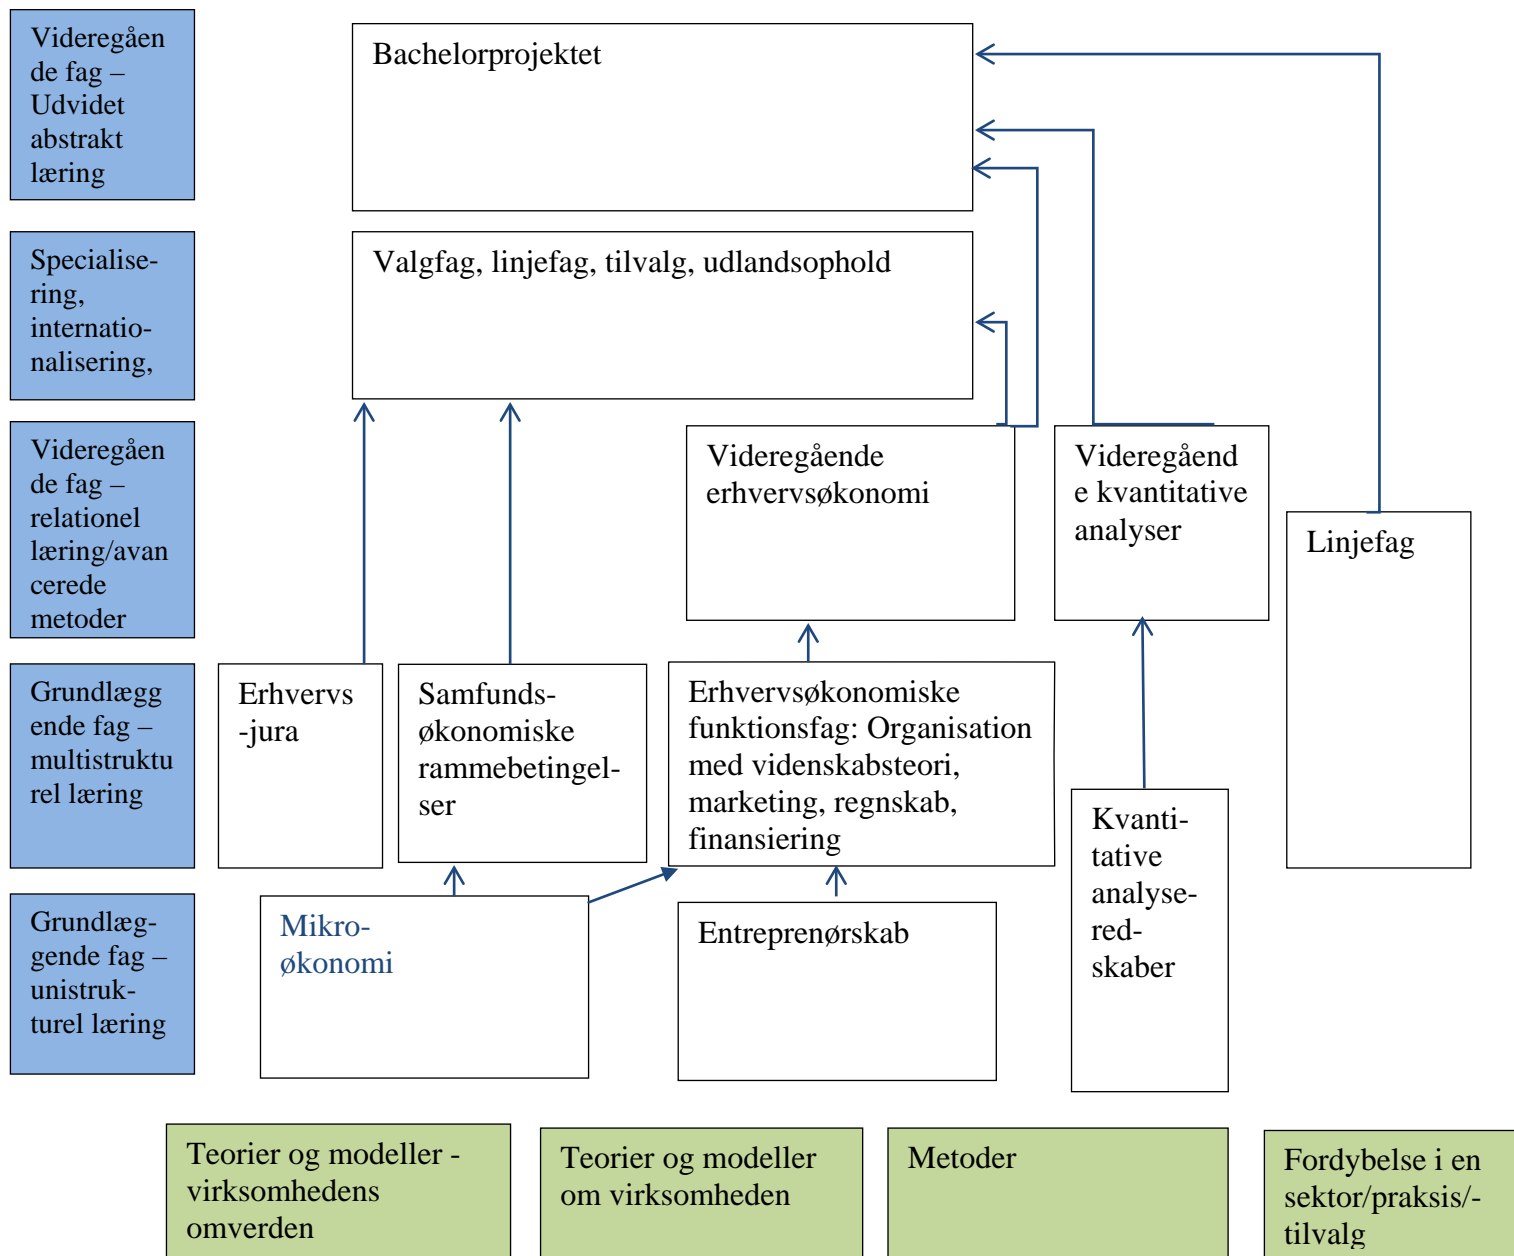 Videregåen
de fag –
Udvidet
abstrakt
læring
Bachelorprojektet
Specialise-
ring,
internatio-
nalisering,
Valgfag, linjefag, tilvalg, udlandsophold
Videregåen
de fag –
relationel
læring/avan
cerede
metoder
Videregående
erhvervsøkonomi
Videregåend
e kvantitative
analyser
Linjefag
Grundlægg
ende fag –
multistruktu
rel læring
Erhvervs
-jura
Samfunds-
økonomiske
rammebetingel-
ser
Erhvervsøkonomiske
funktionsfag: Organisation
med videnskabsteori,
marketing, regnskab,
finansiering
Kvanti-
tative
analyse-
red-
skaber
Grundlæg-
gende fag –
unistruk-
turel læring
Mikro-
økonomi
Entreprenørskab
Teorier og modeller -
virksomhedens
omverden
Teorier og modeller
om virksomheden
Metoder
Fordybelse i en
sektor/praksis/-
tilvalg